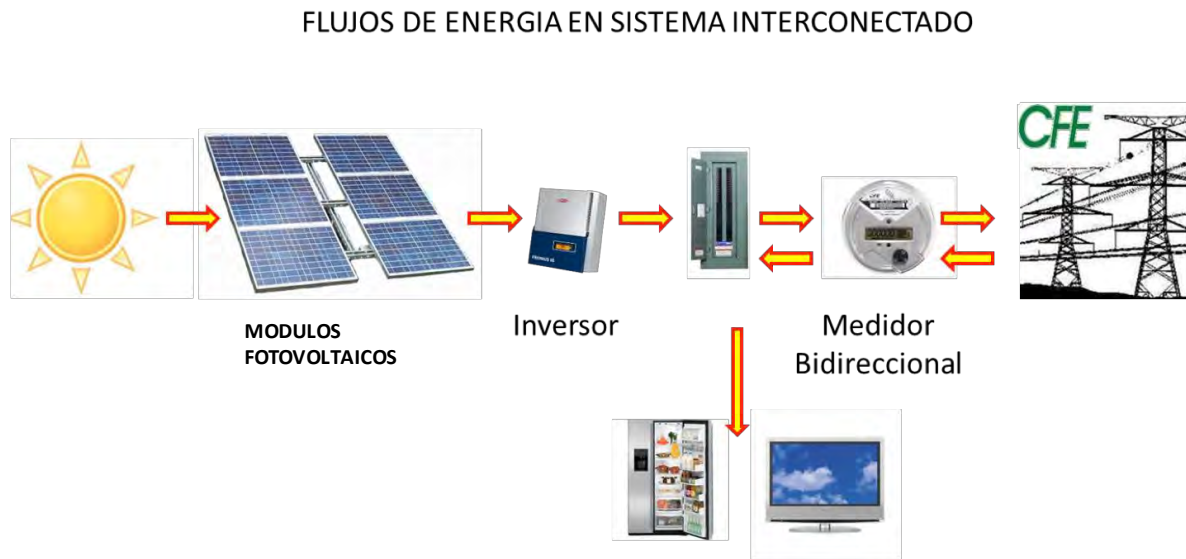 FLUJOS DE ENERGIA EN SISTEMA INTERCONECTADO
CFE
MODULOS
FOTOVOLTAICOS
Inversor
Medidor
Bidireccional